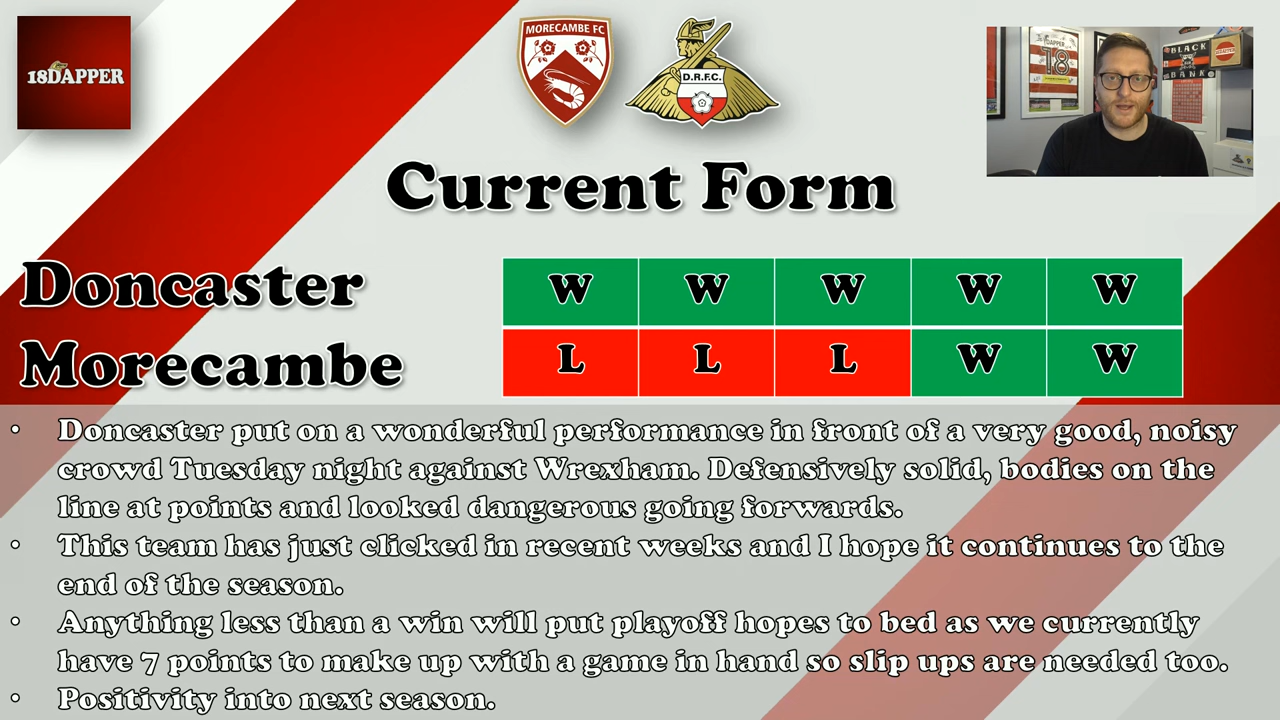 18DAPPER
MORECAMBE FC
D.R.F.C.
DAPPER
18
BLACK
BANK
Current Form
Doncaster W W W W W
Morecambe L L L W W
• Doncaster put on a wonderful performance in front of a very good, noisy
crowd Tuesday night against Wrexham. Defensively solid, bodies on the
line at points and looked dangerous going forwards.
• This team has just clicked in recent weeks and I hope it continues to the
end of the season.
• Anything less than a win will put playoff hopes to bed as we currently
have 7 points to make up with a game in hand so slip ups are needed too.
• Positivity into next season.